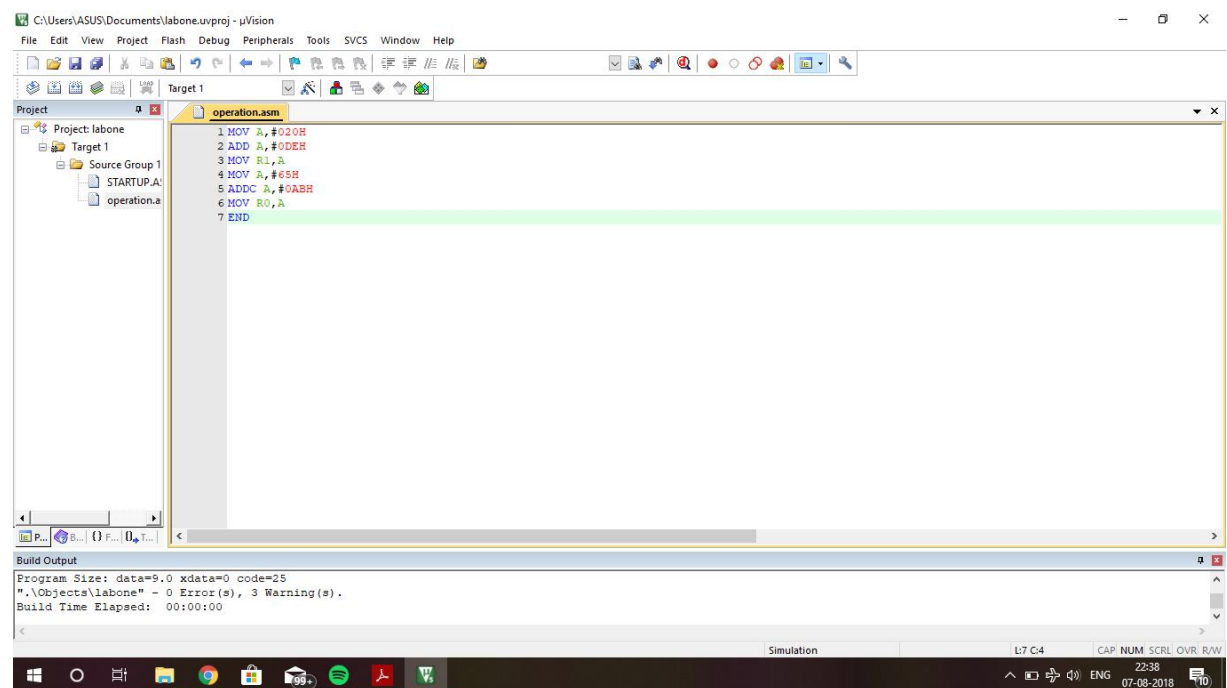 C:\Users\ASUS\Documents\labone.uvproj - µVision
File Edit View Project Flash Debug Peripherals Tools SVCS Window Help
Target 1
Project
operation.asm
Project: labone
Target 1
Source Group 1
STARTUP.A
operation.a
1 MOV A,#020H
2 ADD A,#0DEH
3 MOV R1,A
4 MOV A,#65H
5 ADDC A,#0ABH
6 MOV R0,A
7 END
P... B... {} F... 0 T...
Build Output
Program Size: data=9.0 xdata=0 code=25
".\Objects\labone" - 0 Error(s), 3 Warning(s).
Build Time Elapsed: 00:00:00
Simulation L:7 C:4 CAP NUM SCRL OVR R/W
99+ ENG 22:38
07-08-2018 10